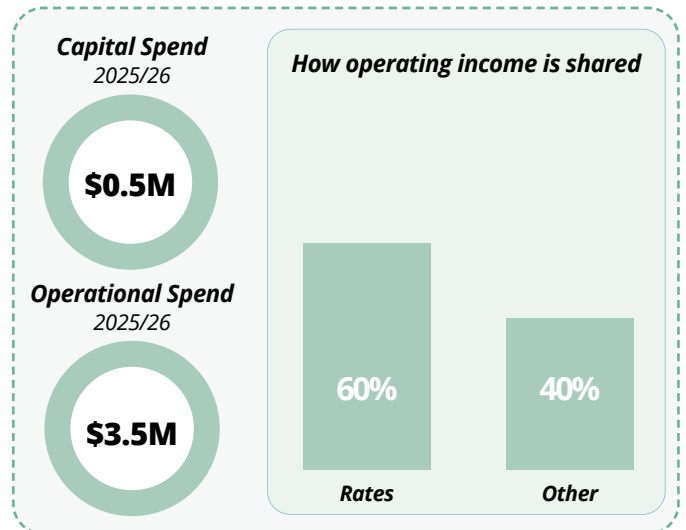 Capital Spend
2025/26
$0.5M
Operational Spend
2025/26
$3.5M
How operating income is shared
60%
40%
Rates
Other